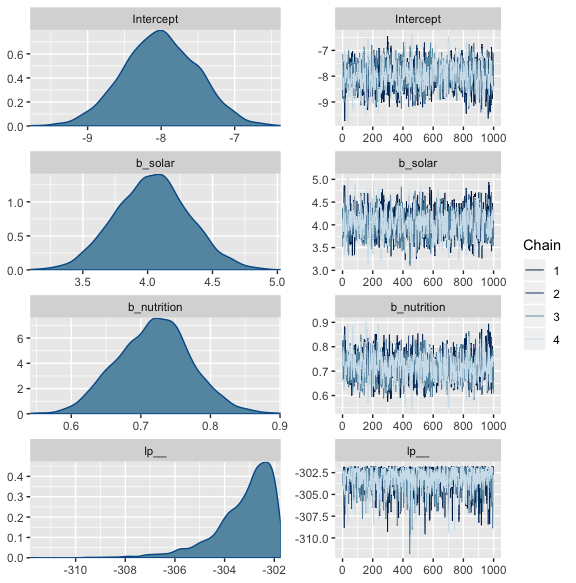 Intercept
0.6
0.4
0.2
0.0
-9 -8 -7
Intercept
-7
-8
-9
0 200 400 600 800 1000
b_solar
1.0
0.5
0.0
3.5 4.0 4.5 5.0
b_solar
5.0
4.5
4.0
3.5
3.0
0 200 400 600 800 1000
b_nutrition
6
4
2
0
0.6 0.7 0.8 0.9
b_nutrition
0.9
0.8
0.7
0.6
0 200 400 600 800 1000
lp__
0.4
0.3
0.2
0.1
0.0
-310 -308 -306 -304 -302
lp__
-302.5
-305.0
-307.5
-310.0
0 200 400 600 800 1000
Chain
1
2
3
4